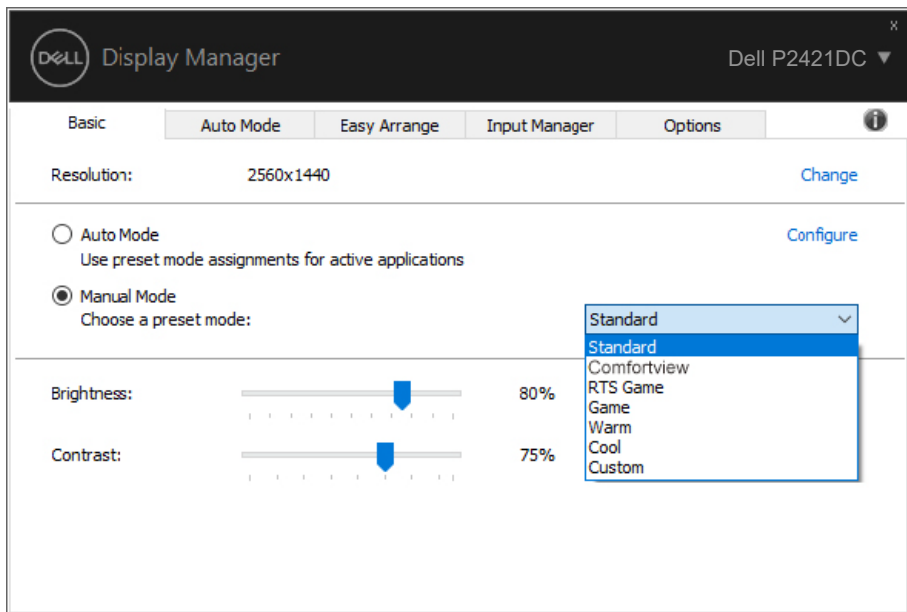 x
DELL Display Manager Dell P2421DC
Basic Auto Mode Easy Arrange Input Manager Options
Resolution: 2560x1440 Change
Auto Mode Configure
Use preset mode assignments for active applications
Manual Mode
Choose a preset mode: Standard
Standard
Comfortview
RTS Game
Game
Warm
Cool
Custom
Brightness: 80%
Contrast: 75%